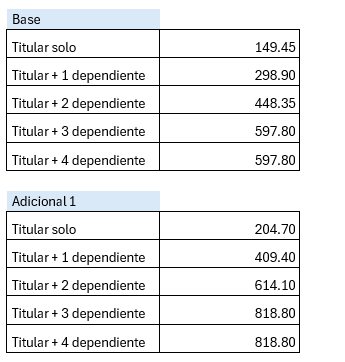 Base
Titular solo 149.45
Titular + 1 dependiente 298.90
Titular + 2 dependiente 448.35
Titular + 3 dependiente 597.80
Titular + 4 dependiente 597.80
Adicional 1
Titular solo 204.70
Titular + 1 dependiente 409.40
Titular + 2 dependiente 614.10
Titular + 3 dependiente 818.80
Titular + 4 dependiente 818.80